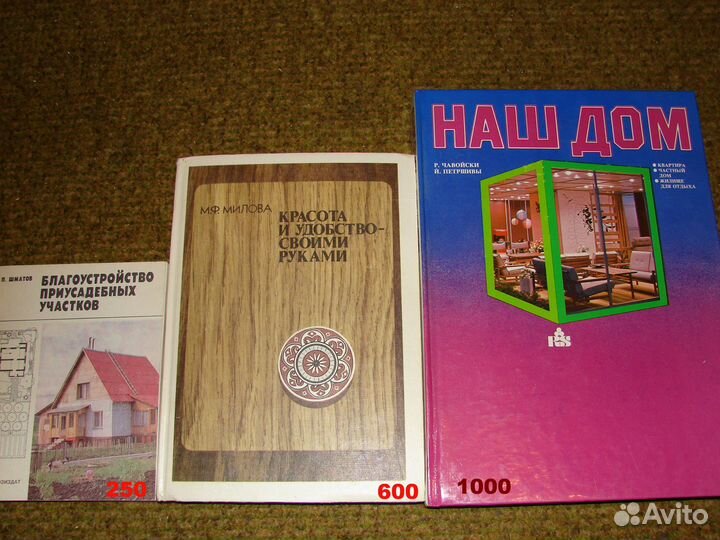 П. ШМАТОВ
БЛАГОУСТРОЙСТВО
ПРИУСАДЕБНЫХ
УЧАСТКОВ
250
М.Ф. МИЛОВА
КРАСОТА
И УДОБСТВО-
СВОИМИ
РУКАМИ
600
НАШ ДОМ
Р. ЧАВОЙСКИ
Й. ПЕТРШИВЫ
• КВАРТИРА
• ЧАСТНЫЙ
ДОМ
• ЖИЛИЩЕ
ДЛЯ ОТДЫХА
1000
Avito